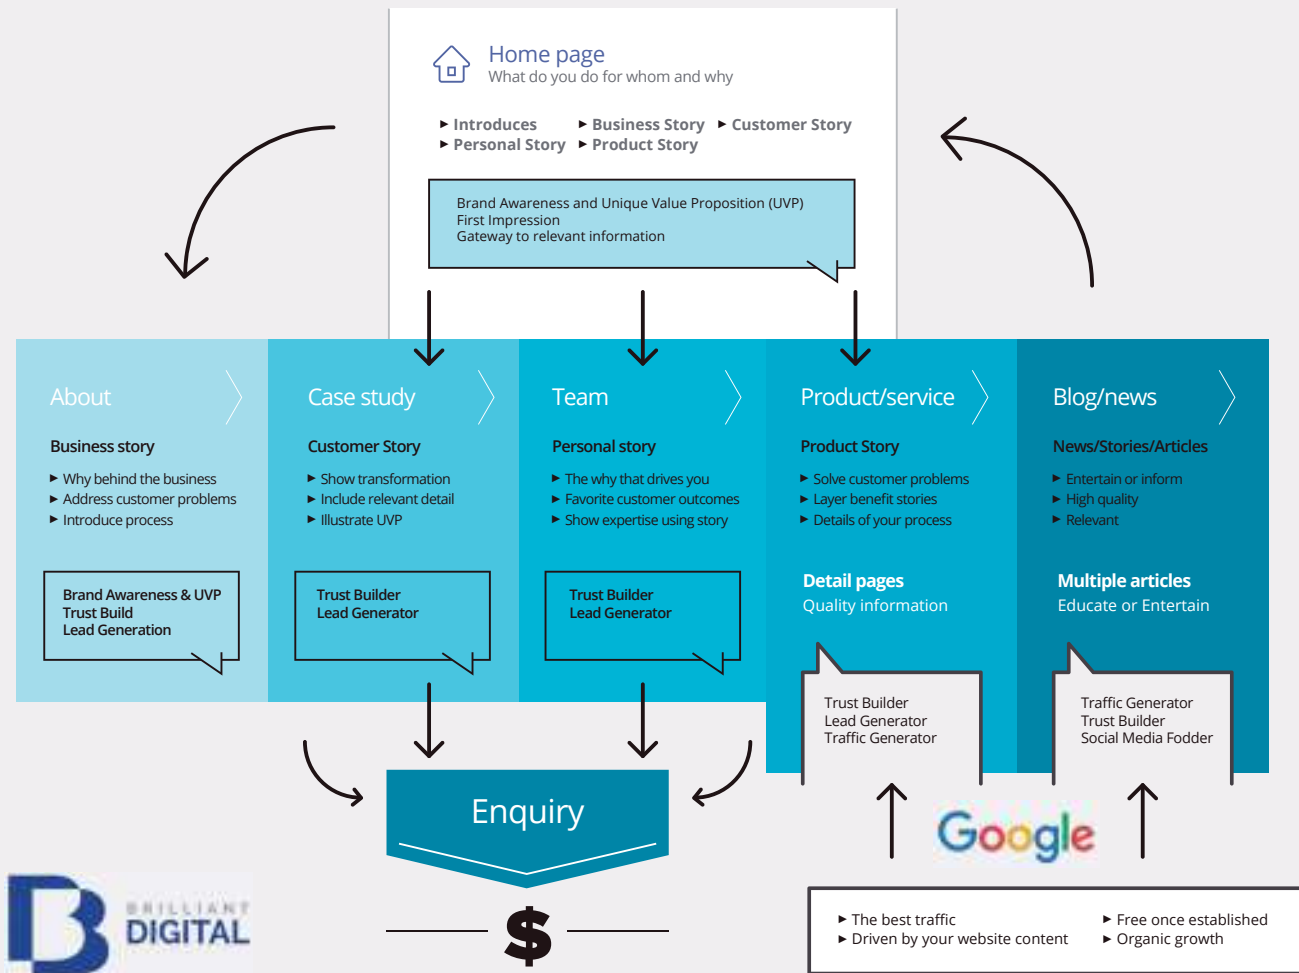 Home page
What do you do for whom and why
Introduces
Business Story
Customer Story
Personal Story
Product Story
Brand Awareness and Unique Value Proposition (UVP)
First Impression
Gateway to relevant information
About
Business story
Why behind the business
Address customer problems
Introduce process
Brand Awareness & UVP
Trust Build
Lead Generation
Case study
Customer Story
Show transformation
Include relevant detail
Illustrate UVP
Trust Builder
Lead Generator
Team
Personal story
The why that drives you
Favorite customer outcomes
Show expertise using story
Trust Builder
Lead Generator
Product/service
Product Story
Solve customer problems
Layer benefit stories
Details of your process
Detail pages
Quality information
Trust Builder
Lead Generator
Traffic Generator
Blog/news
News/Stories/Articles
Entertain or inform
High quality
Relevant
Multiple articles
Educate or Entertain
Traffic Generator
Trust Builder
Social Media Fodder
Enquiry
$
Google
The best traffic
Driven by your website content
Free once established
Organic growth
B
BRILLIANT
DIGITAL